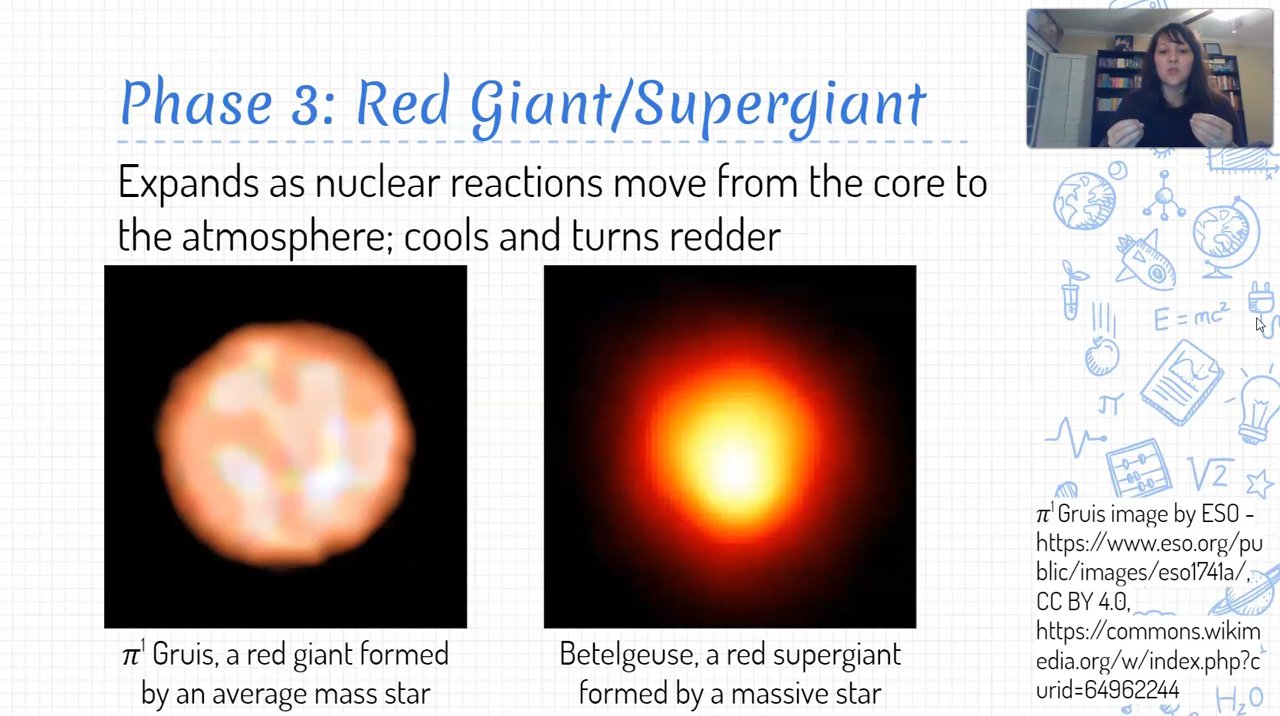 Phase 3: Red Giant/Supergiant
Expands as nuclear reactions move from the core to
the atmosphere; cools and turns redder
π¹ Gruis, a red giant formed
by an average mass star
Betelgeuse, a red supergiant
formed by a massive star
E=mc²
π
√2
π¹ Gruis image by ESO -
https://www.eso.org/pu
blic/images/eso1741a/,
CC BY 4.0,
https://commons.wikim
edia.org/w/index.php?c
urid=64962244
H₂O